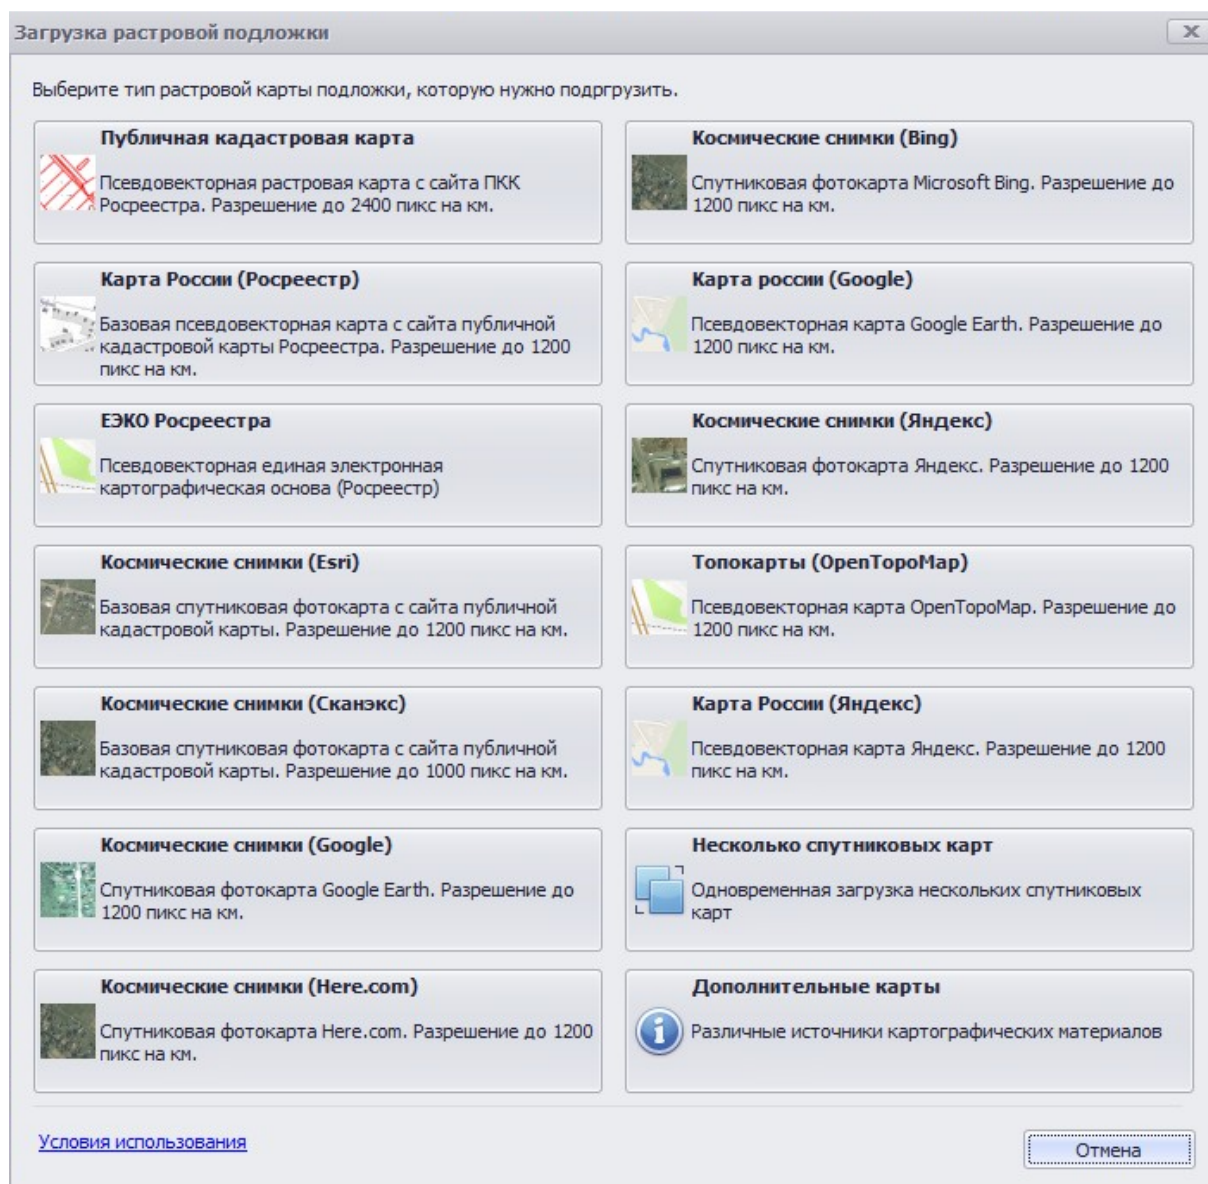 Загрузка растровой подложки
Выберите тип растровой карты подложки, которую нужно подргрузить.
Публичная кадастровая карта
Псевдовекторная растровая карта с сайта ПКК
Росреестра. Разрешение до 2400 пикс на км.
Карта России (Росреестр)
Базовая псевдовекторная карта с сайта публичной
кадастровой карты Росреестра. Разрешение до 1200
пикс на км.
ЕЭКО Росреестра
Псевдовекторная единая электронная
картографическая основа (Росреестр)
Космические снимки (Esri)
Базовая спутниковая фотокарта с сайта публичной
кадастровой карты. Разрешение до 1200 пикс на км.
Космические снимки (Сканэкс)
Базовая спутниковая фотокарта с сайта публичной
кадастровой карты. Разрешение до 1000 пикс на км.
Космические снимки (Google)
Спутниковая фотокарта Google Earth. Разрешение до
1200 пикс на км.
Космические снимки (Here.com)
Спутниковая фотокарта Here.com. Разрешение до 1200
пикс на км.
Космические снимки (Bing)
Спутниковая фотокарта Microsoft Bing. Разрешение до
1200 пикс на км.
Карта россии (Google)
Псевдовекторная карта Google Earth. Разрешение до
1200 пикс на км.
Космические снимки (Яндекс)
Спутниковая фотокарта Яндекс. Разрешение до 1200
пикс на км.
Топокарты (OpenTopoMap)
Псевдовекторная карта OpenTopoMap. Разрешение до
1200 пикс на км.
Карта России (Яндекс)
Псевдовекторная карта Яндекс. Разрешение до 1200
пикс на км.
Несколько спутниковых карт
Одновременная загрузка нескольких спутниковых
карт
Дополнительные карты
Различные источники картографических материалов
Условия использования
Отмена